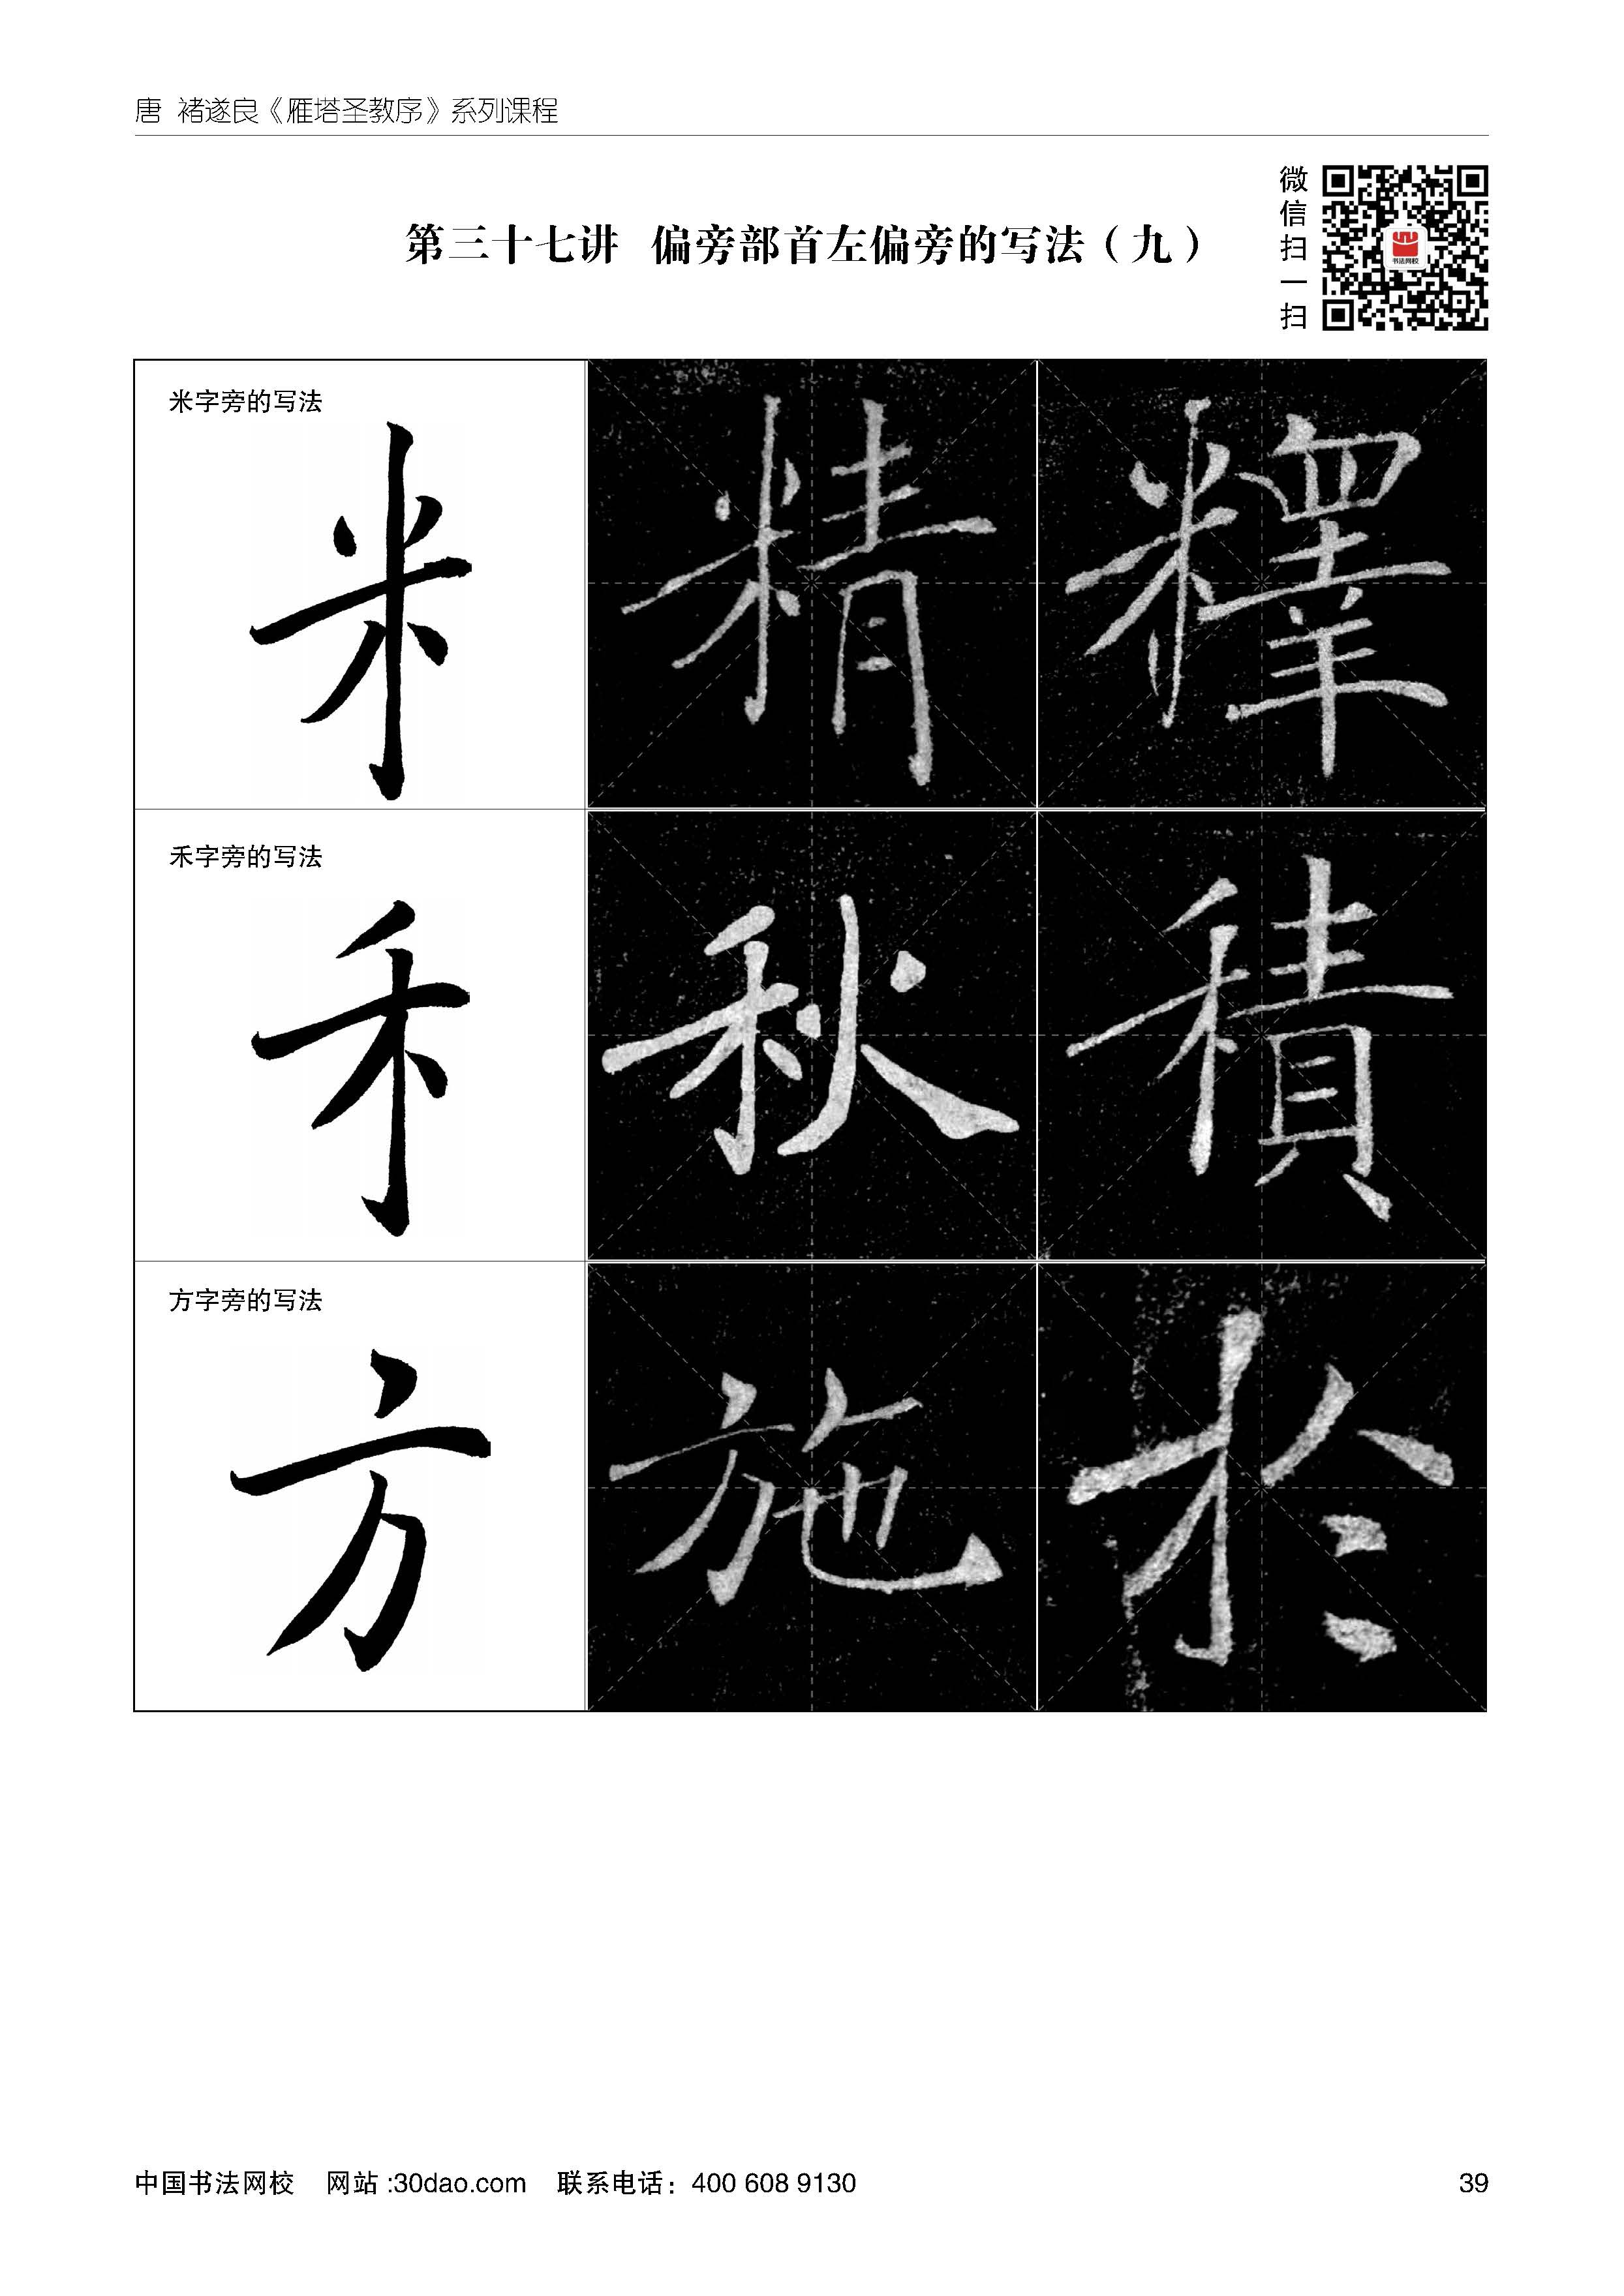 唐 褚遂良《雁塔圣教序》系列课程
微信扫一扫
书法网校
第三十七讲 偏旁部首左偏旁的写法（九）
米字旁的写法
米 精 釋
禾字旁的写法
禾 秋 積
方字旁的写法
方 施 於
中国书法网校 网站:30dao.com 联系电话：400 608 9130 39